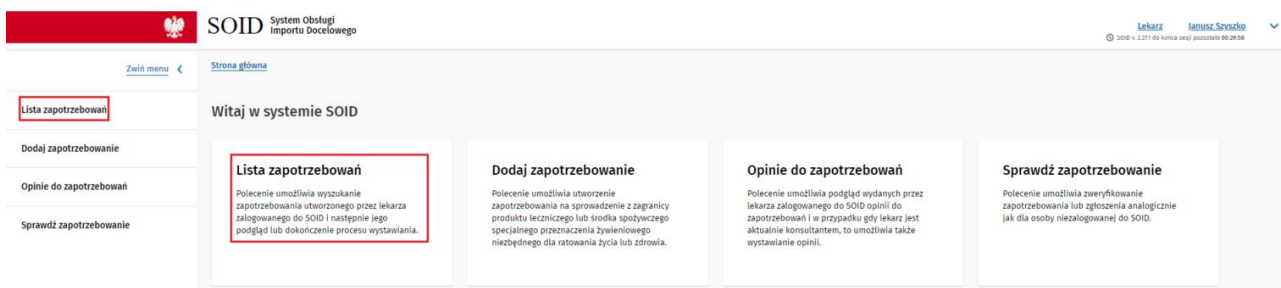 SOID System Obsługi
Importu Docelowego
Lekarz Janusz Szyszko
SOID v. 2.27.1 do końca sesji pozostało 00:29:58
Zwiń menu
Strona główna
Lista zapotrzebowań
Dodaj zapotrzebowanie
Opinie do zapotrzebowań
Sprawdź zapotrzebowanie
Witaj w systemie SOID
Lista zapotrzebowań
Polecenie umożliwia wyszukanie
zapotrzebowania utworzonego przez lekarza
zalogowanego do SOID i następnie jego
podgląd lub dokończenie procesu wystawiania.
Dodaj zapotrzebowanie
Polecenie umożliwia utworzenie
zapotrzebowania na sprowadzenie z zagranicy
produktu leczniczego lub środka spożywczego
specjalnego przeznaczenia żywieniowego
niezbędnego dla ratowania życia lub zdrowia.
Opinie do zapotrzebowań
Polecenie umożliwia podgląd wydanych przez
lekarza zalogowanego do SOID opinii do
zapotrzebowań i w przypadku gdy lekarz jest
aktualnie konsultantem, to umożliwia także
wystawianie opinii.
Sprawdź zapotrzebowanie
Polecenie umożliwia zweryfikowanie
zapotrzebowania lub zgłoszenia analogicznie
jak dla osoby niezalogowanej do SOID.